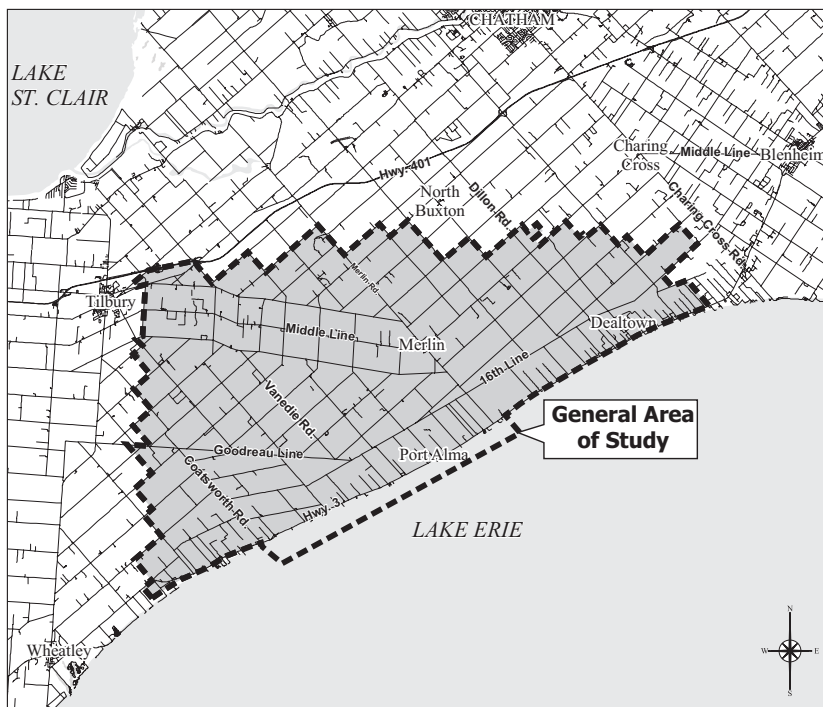 CHATHAM
LAKE
ST. CLAIR
Charing
Cross
Middle Line
Blenheim
Hwy. 401
North
Buxton
Dillon Rd.
Charing Cross Rd.
Merlin Rd.
Tilbury
Dealtown
Middle Line
Merlin
16th Line
Vanedie Rd.
General Area
of Study
Goodreau Line
Port Alma
Coatsworth Rd.
Hwy. 3
LAKE ERIE
N
W
E
S
Wheatley